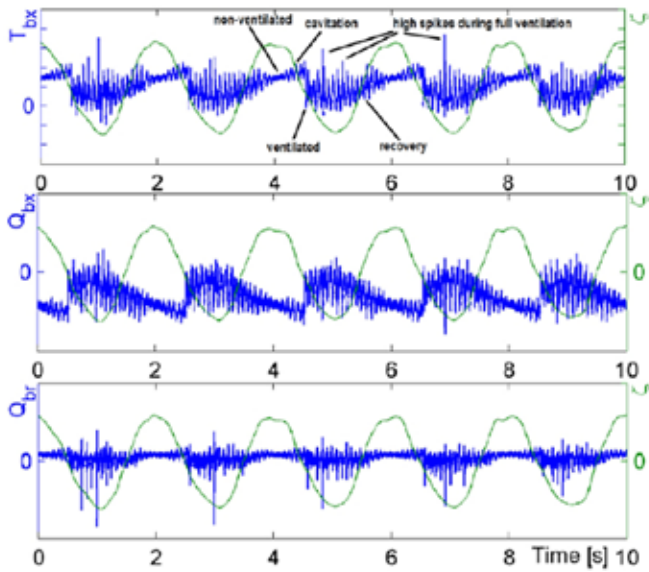 non-ventilated
cavitation
high spikes during full ventilation
T_bx
ζ
0
ventilated
recovery
0 2 4 6 8 10
Q_bx
ζ
0 0
0 2 4 6 8 10
Q_br
ζ
0 0
0 2 4 6 8 Time [s] 10